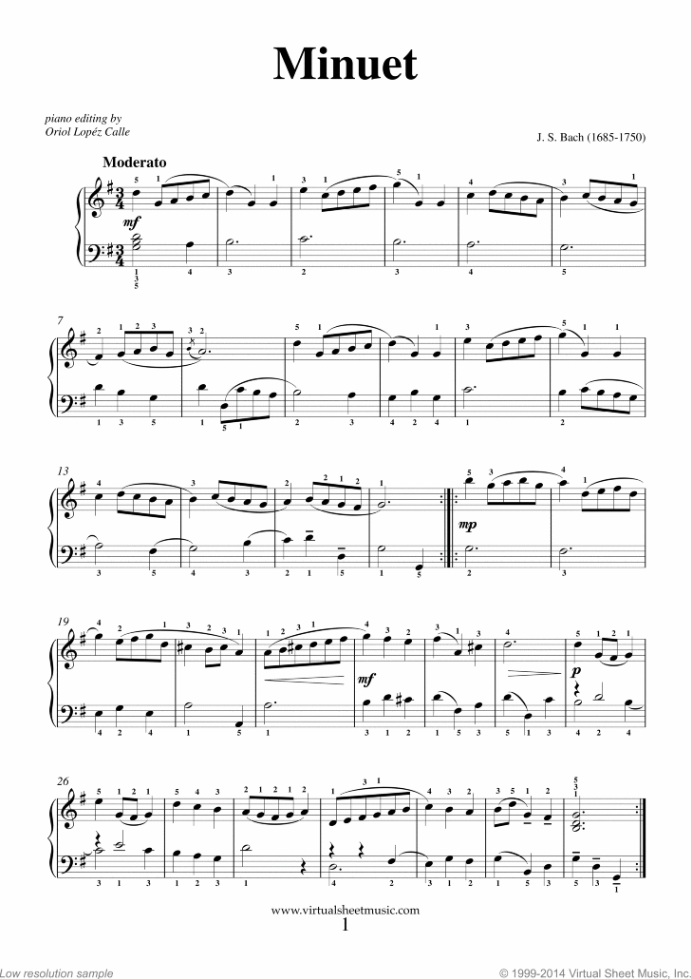 Minuet
piano editing by
Oriol Lopéz Calle
J. S. Bach (1685-1750)
Moderato
mf
7
13
mp
19
mf
p
26
www.virtualsheetmusic.com
1
Low resolution sample
© 1999-2014 Virtual Sheet Music, Inc.